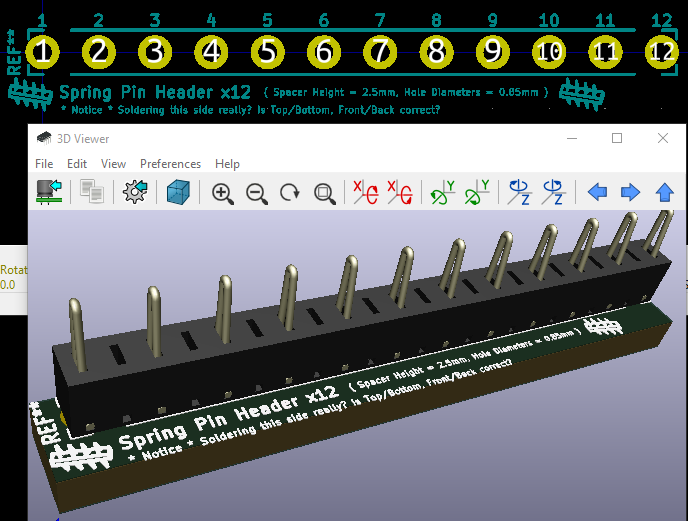 1 2 3 4 5 6 7 8 9 10 11 12
REF**
1 2 3 4 5 6 7 8 9 10 11 12
Spring Pin Header x12 ( Spacer Height = 2.5mm, Hole Diameters = 0.85mm )
* Notice * Soldering this side really? Is Top/Bottom, Front/Back correct?
3D Viewer
File Edit View Preferences Help
X X Y Y Z Z
Rotat
0.0
REF**
Spring Pin Header x12 ( Spacer Height = 2.5mm, Hole Diameters = 0.85mm )
* Notice * Soldering this side really? Is Top/Bottom, Front/Back correct?